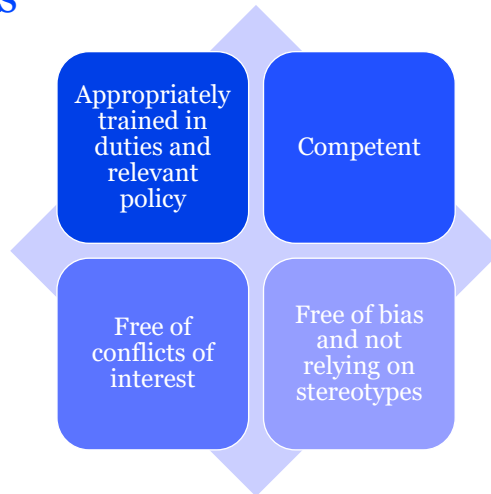 s
Appropriately
trained in
duties and
relevant
policy
Competent
Free of
conflicts of
interest
Free of bias
and not
relying on
stereotypes